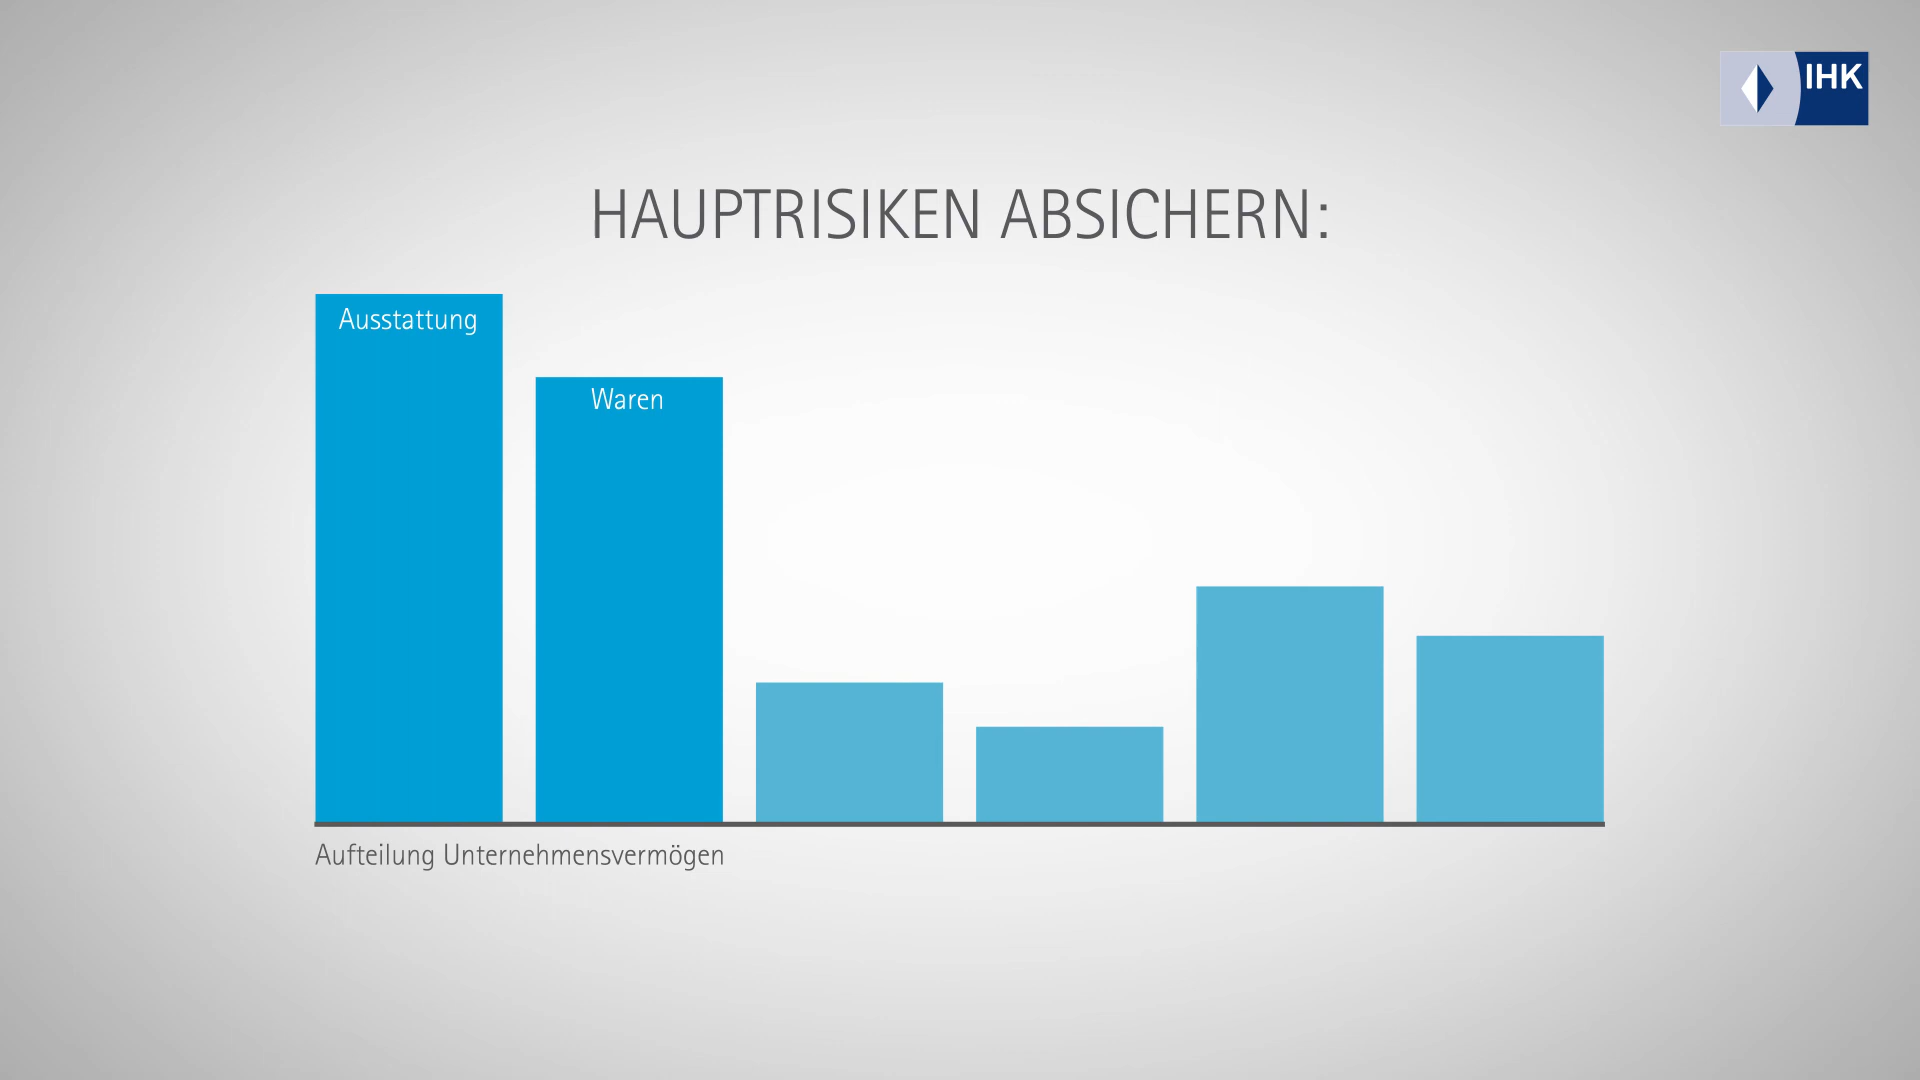 IHK
HAUPTRISIKEN ABSICHERN:
Ausstattung
Waren
Aufteilung Unternehmensvermögen